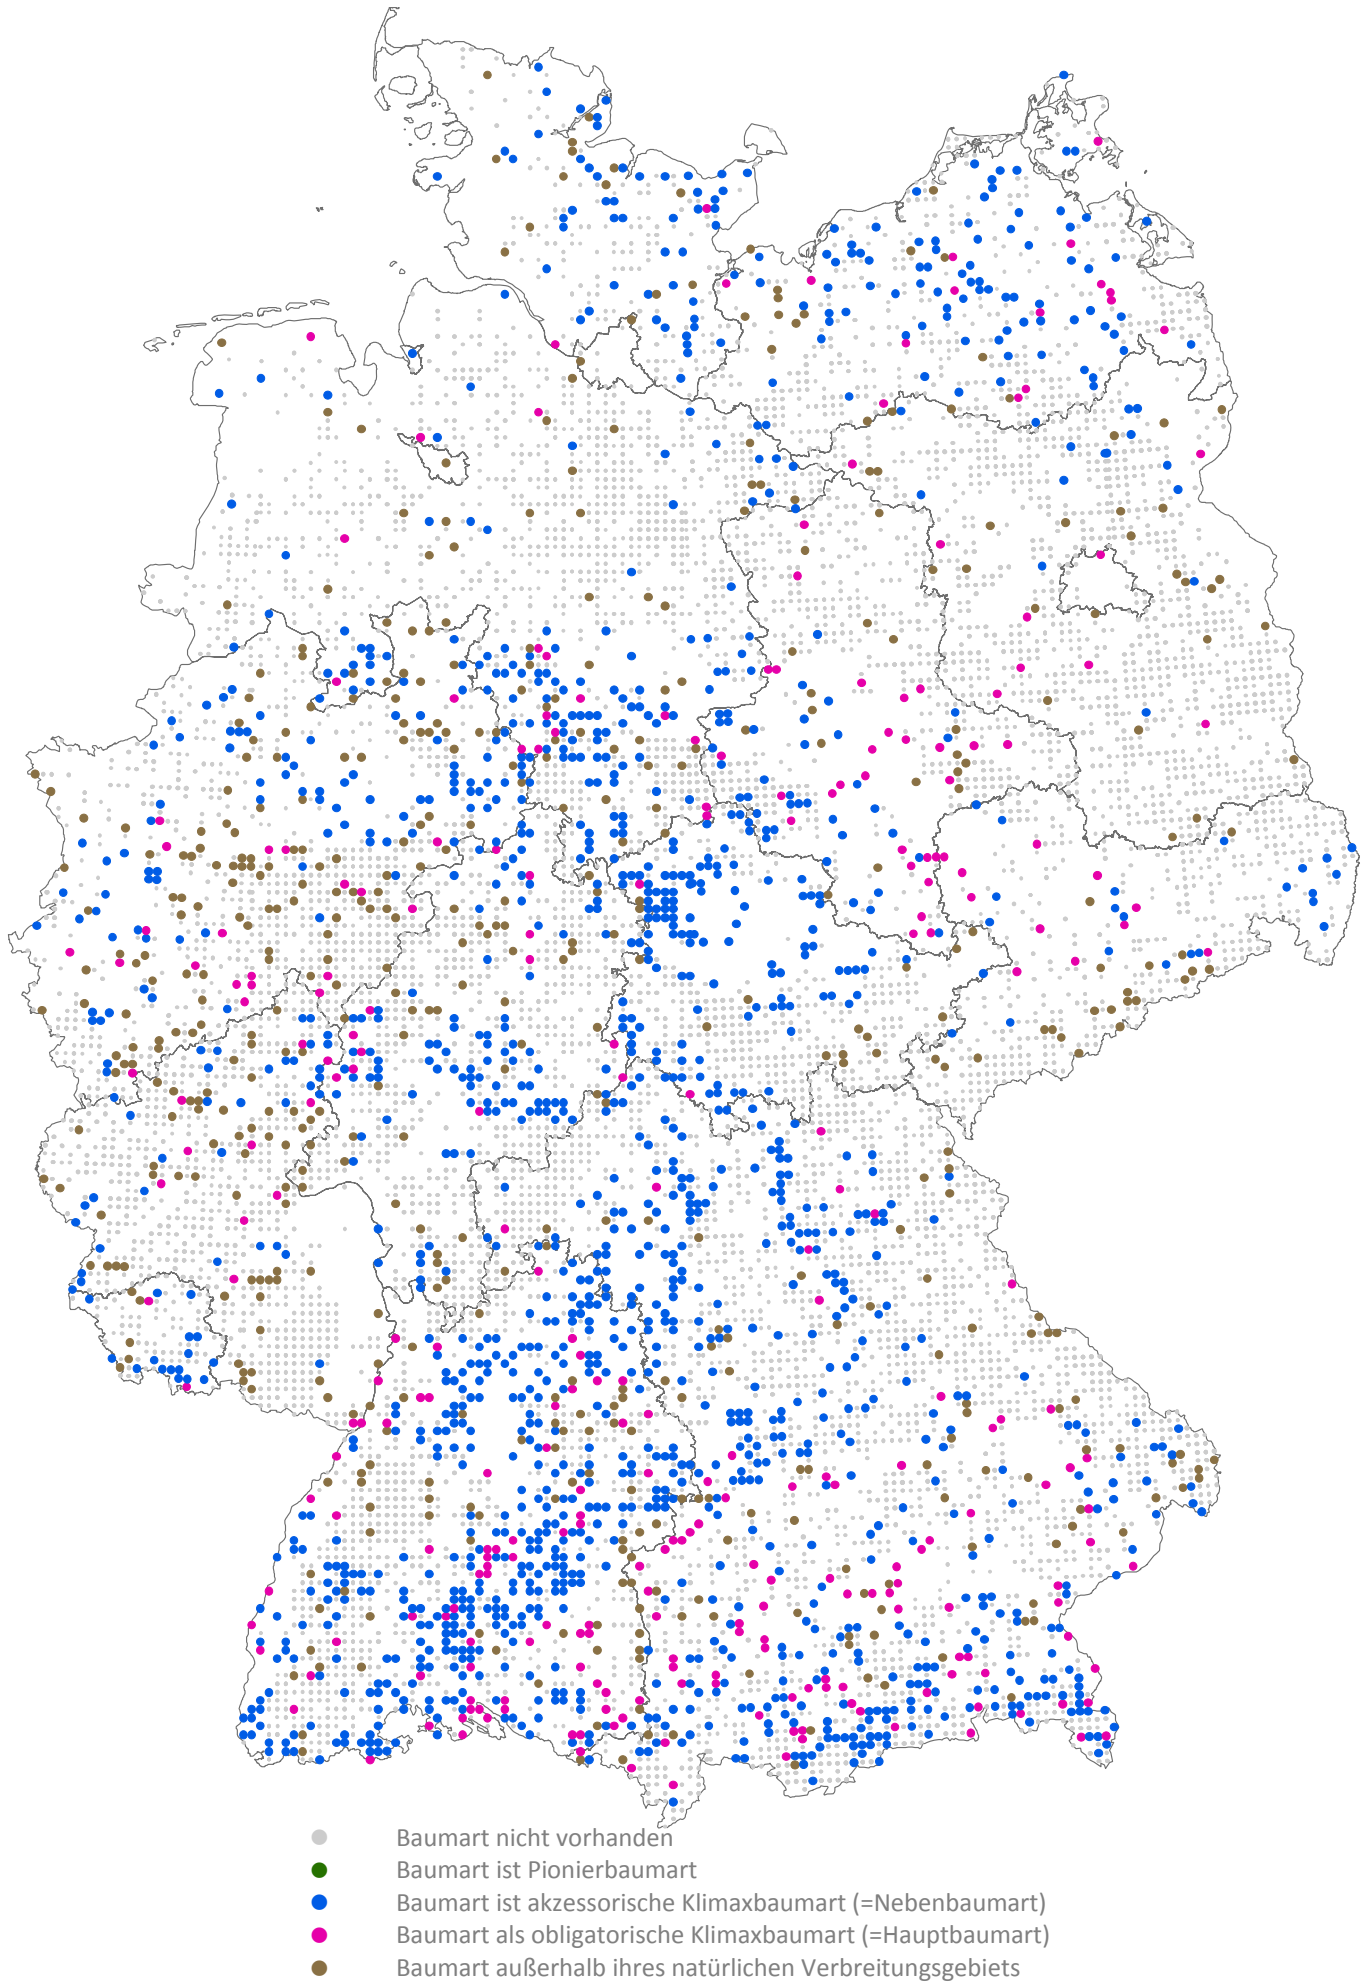 Baumart nicht vorhanden
Baumart ist Pionierbaumart
Baumart ist akzessorische Klimaxbaumart (=Nebenbaumart)
Baumart als obligatorische Klimaxbaumart (=Hauptbaumart)
Baumart außerhalb ihres natürlichen Verbreitungsgebiets